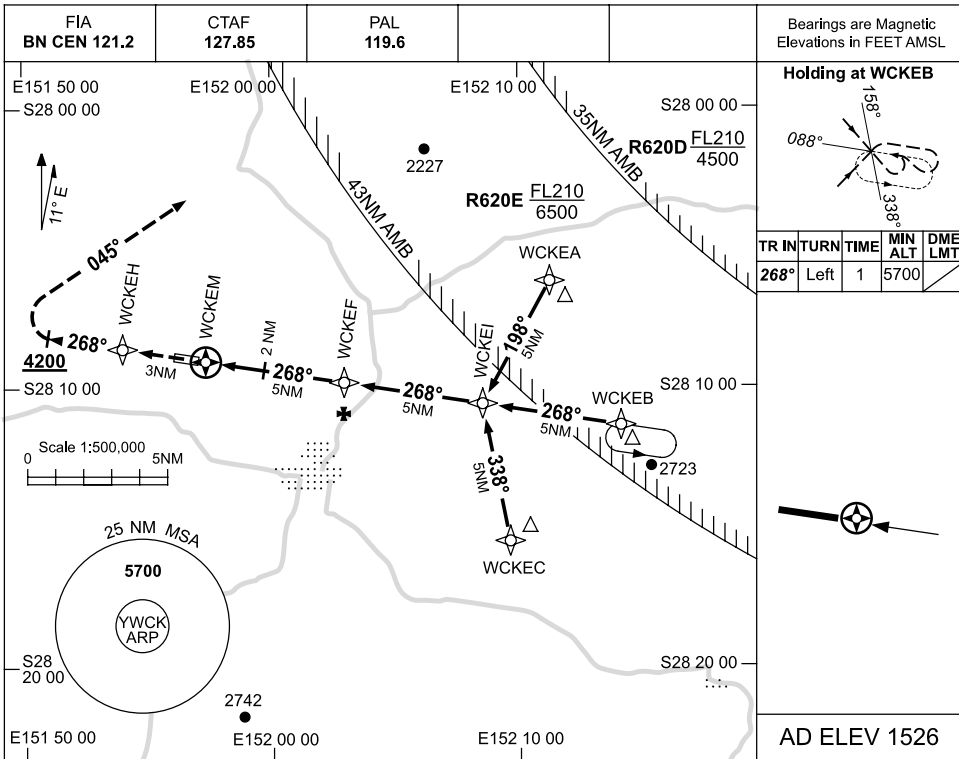 FIA
BN CEN 121.2
CTAF
127.85
PAL
119.6
Bearings are Magnetic
Elevations in FEET AMSL
E151 50 00
E152 00 00
E152 10 00
S28 00 00
S28 00 00
11° E
2227
43NM AMB
35NM AMB
R620D FL210
4500
R620E FL210
6500
Holding at WCKEB
158°
088°
338°
TR IN TURN TIME MIN ALT DME LMT
268° Left 1 5700
045°
WCKEH
WCKEM
2 NM
WCKEF
WCKEI
WCKEA
198°
5NM
4200
268°
3NM
268°
5NM
268°
5NM
268°
5NM
WCKEB
S28 10 00
S28 10 00
2723
338°
5NM
WCKEC
Scale 1:500,000
0 5NM
25 NM MSA
5700
YWCK
ARP
S28
20 00
S28 20 00
2742
E151 50 00
E152 00 00
E152 10 00
AD ELEV 1526